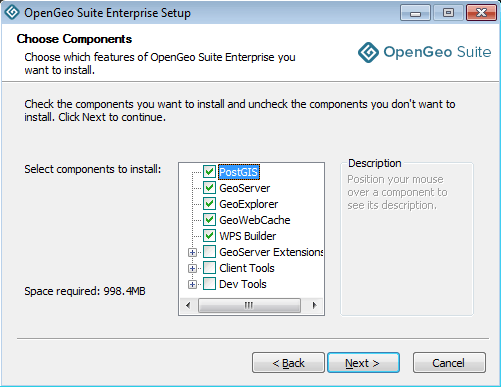 OpenGeo Suite Enterprise Setup
Choose Components
Choose which features of OpenGeo Suite Enterprise you
want to install.
OpenGeo Suite
Check the components you want to install and uncheck the components you don't want to
install. Click Next to continue.
Select components to install:
PostGIS
GeoServer
GeoExplorer
GeoWebCache
WPS Builder
GeoServer Extensions
Client Tools
Dev Tools
Description
Position your mouse
over a component to
see its description.
Space required: 998.4MB
< Back
Next >
Cancel